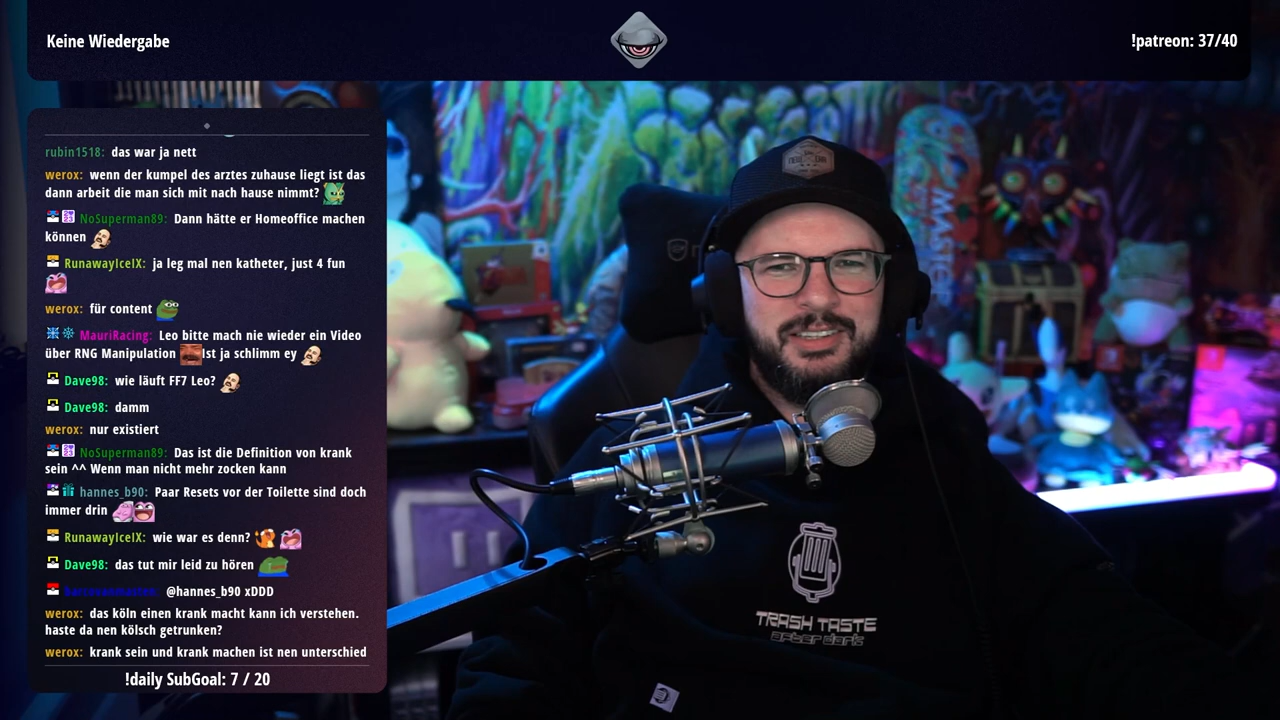 Keine Wiedergabe
!patreon: 37/40
rubin1518: das war ja nett
werox: wenn der kumpel des arztes zuhause liegt ist das
dann arbeit die man sich mit nach hause nimmt?
NoSuperman89: Dann hätte er Homeoffice machen
können
RunawayIceIX: ja leg mal nen katheter, just 4 fun
werox: für content
MauriRacing: Leo bitte mach nie wieder ein Video
über RNG Manipulation Ist ja schlimm ey
Dave98: wie läuft FF7 Leo?
Dave98: damm
werox: nur existiert
NoSuperman89: Das ist die Definition von krank
sein ^^ Wenn man nicht mehr zocken kann
hannes_b90: Paar Resets vor der Toilette sind doch
immer drin
RunawayIceIX: wie war es denn?
Dave98: das tut mir leid zu hören
@hannes_b90 xDDD
werox: das köln einen krank macht kann ich verstehen.
haste da nen kölsch getrunken?
werox: krank sein und krank machen ist nen unterschied
!daily SubGoal: 7 / 20
MASTE
TRASH TASTE
after dark